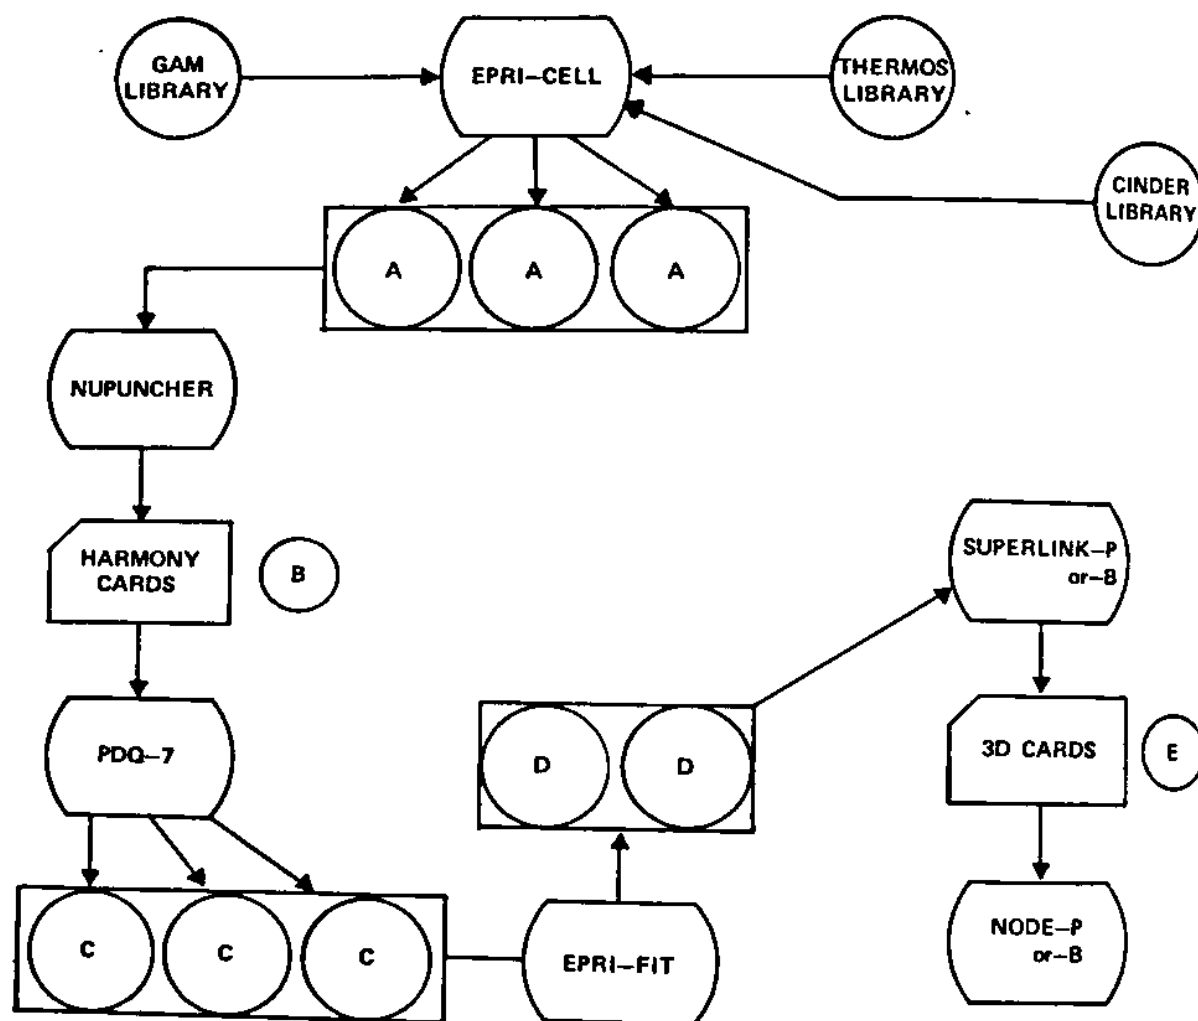 GAM
LIBRARY
EPRI–CELL
THERMOS
LIBRARY
CINDER
LIBRARY
A
A
A
NUPUNCHER
HARMONY
CARDS
B
SUPERLINK–P
or–B
PDQ–7
D
D
3D CARDS
E
C
C
C
EPRI–FIT
NODE–P
or–B